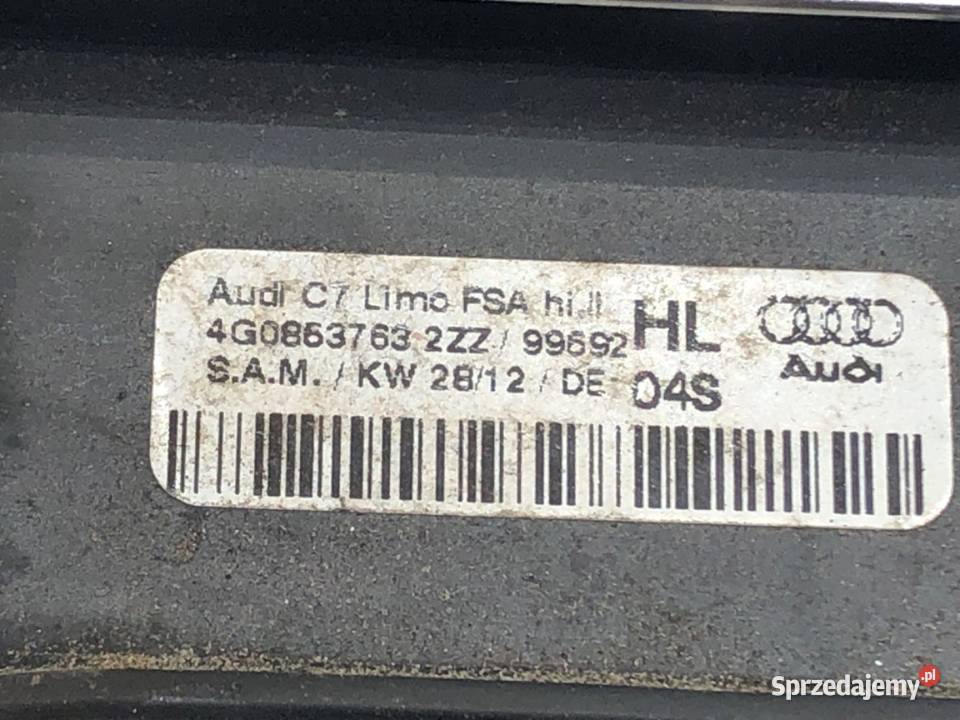 Audi C7 Limo FSA hi.li
4G0853763 2ZZ / 99692
HL
S.A.M. / KW 28/12 / DE
04S
Audi
Sprzedajemy.pl